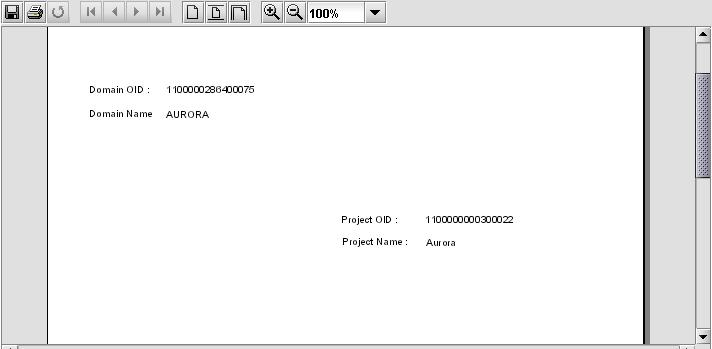 100%
Domain OID : 1100000286400075
Domain Name AURORA
Project OID : 1100000000300022
Project Name : Aurora